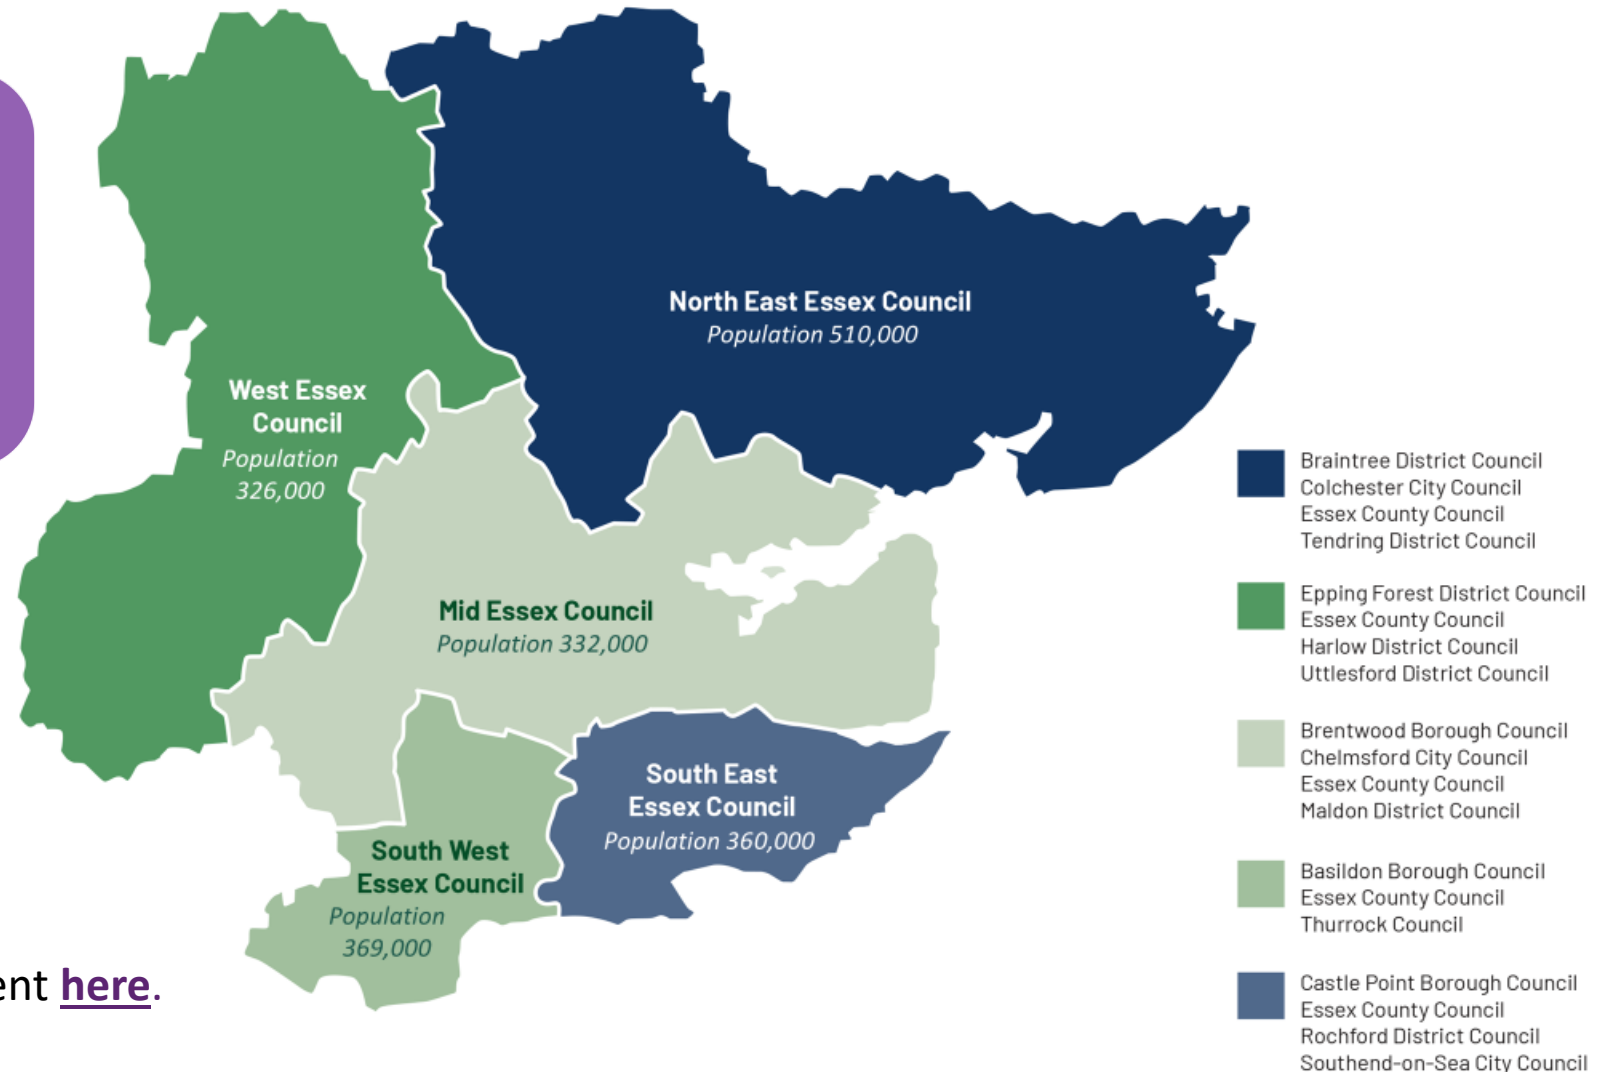 North East Essex Council
Population 510,000
West Essex
Council
Population
326,000
Mid Essex Council
Population 332,000
South East
Essex Council
Population 360,000
South West
Essex Council
Population
369,000
Braintree District Council
Colchester City Council
Essex County Council
Tendring District Council
Epping Forest District Council
Essex County Council
Harlow District Council
Uttlesford District Council
Brentwood Borough Council
Chelmsford City Council
Essex County Council
Maldon District Council
Basildon Borough Council
Essex County Council
Thurrock Council
Castle Point Borough Council
Essex County Council
Rochford District Council
Southend-on-Sea City Council
ent here.